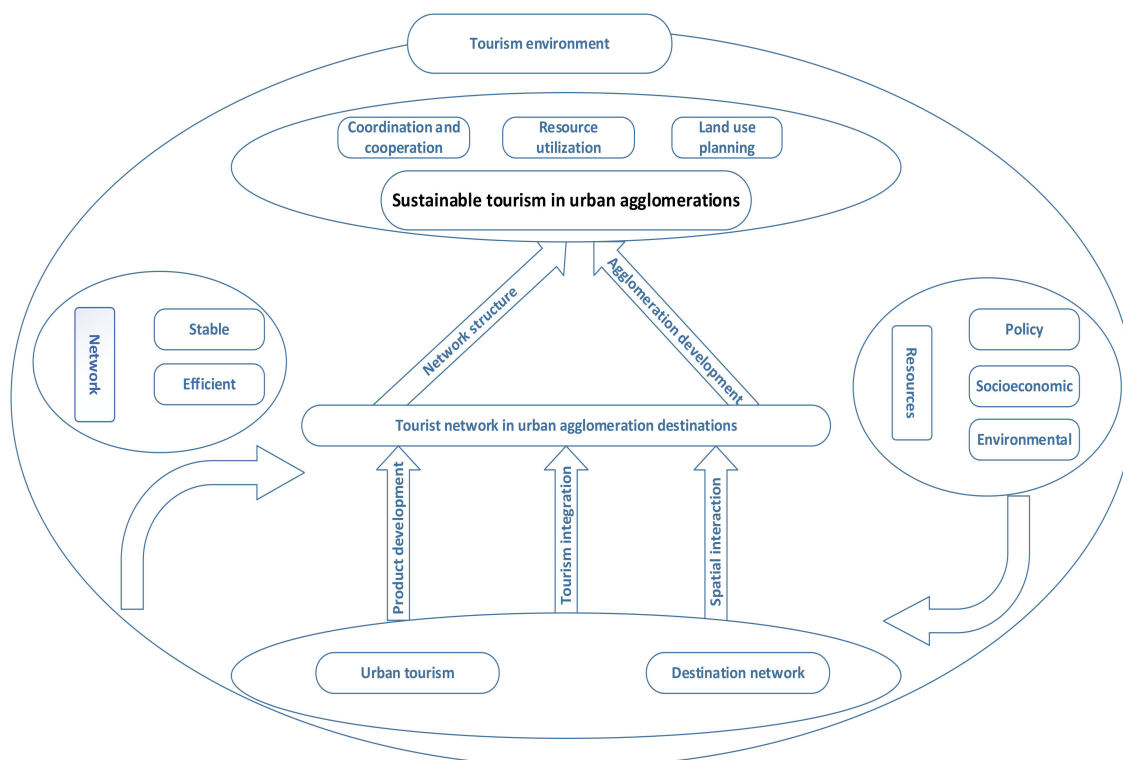 Tourism environment
Coordination and
cooperation
Resource
utilization
Land use
planning
Sustainable tourism in urban agglomerations
Network structure
Agglomeration development
Network
Stable
Efficient
Resources
Policy
Socioeconomic
Environmental
Tourist network in urban agglomeration destinations
Product development
Tourism integration
Spatial interaction
Urban tourism
Destination network